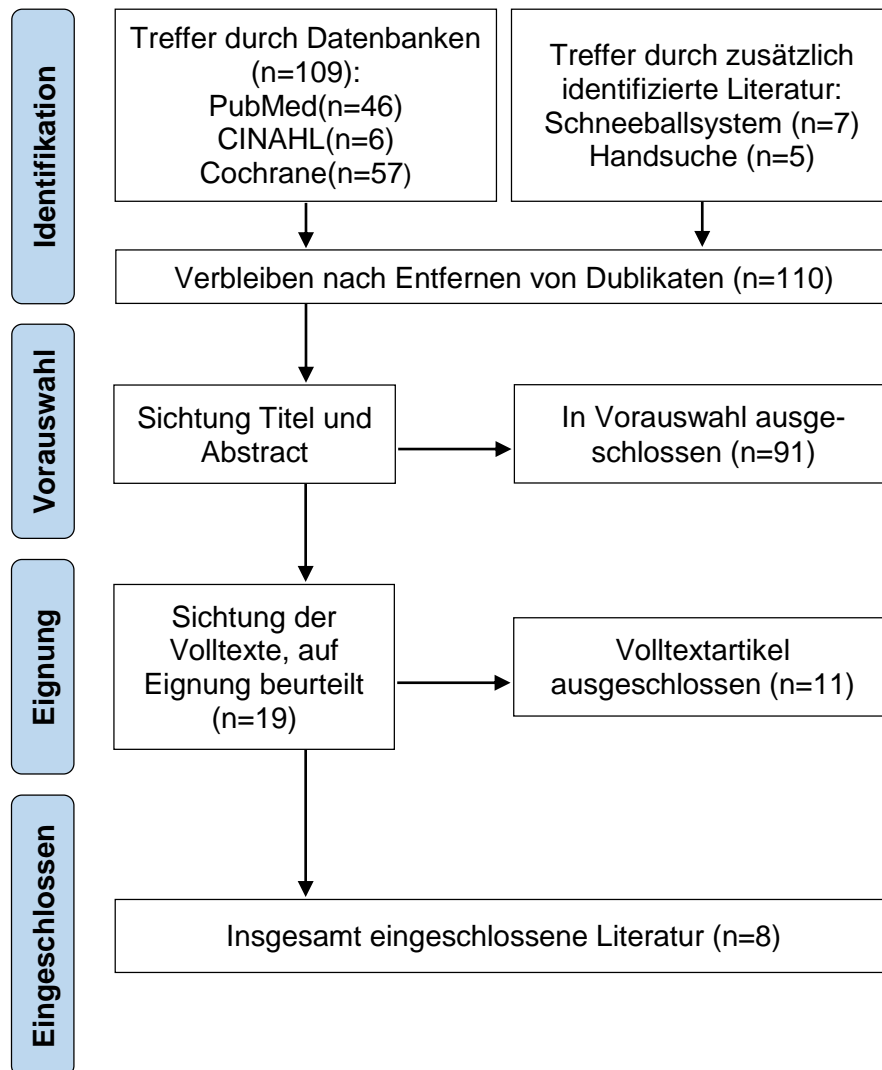 Identifikation
Treffer durch Datenbanken
(n=109):
PubMed(n=46)
CINAHL(n=6)
Cochrane(n=57)
Treffer durch zusätzlich
identifizierte Literatur:
Schneeballsystem (n=7)
Handsuche (n=5)
Verbleiben nach Entfernen von Dublikaten (n=110)
Vorauswahl
Sichtung Titel und
Abstract
In Vorauswahl ausge-
schlossen (n=91)
Eignung
Sichtung der
Volltexte, auf
Eignung beurteilt
(n=19)
Volltextartikel
ausgeschlossen (n=11)
Eingeschlossen
Insgesamt eingeschlossene Literatur (n=8)